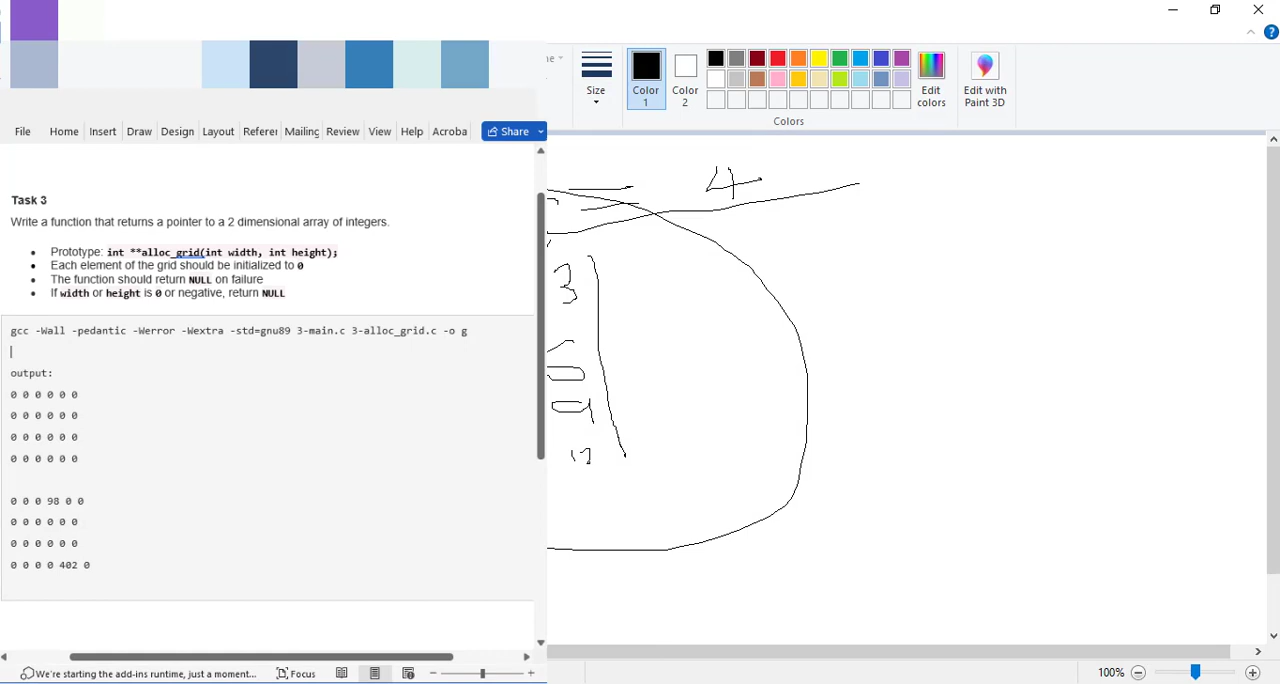 File Home Insert Draw Design Layout Referer Mailing Review View Help Acroba Share
Size
Color 1
Color 2
Edit colors
Edit with Paint 3D
Colors
Task 3
Write a function that returns a pointer to a 2 dimensional array of integers.
Prototype: int **alloc_grid(int width, int height);
Each element of the grid should be initialized to 0
The function should return NULL on failure
If width or height is 0 or negative, return NULL
gcc -Wall -pedantic -Werror -Wextra -std=gnu89 3-main.c 3-alloc_grid.c -o g
output:
0 0 0 0 0 0
0 0 0 0 0 0
0 0 0 0 0 0
0 0 0 0 0 0
0 0 0 98 0 0
0 0 0 0 0 0
0 0 0 0 0 0
0 0 0 0 402 0
4
3
We're starting the add-ins runtime, just a moment...
Focus
100%